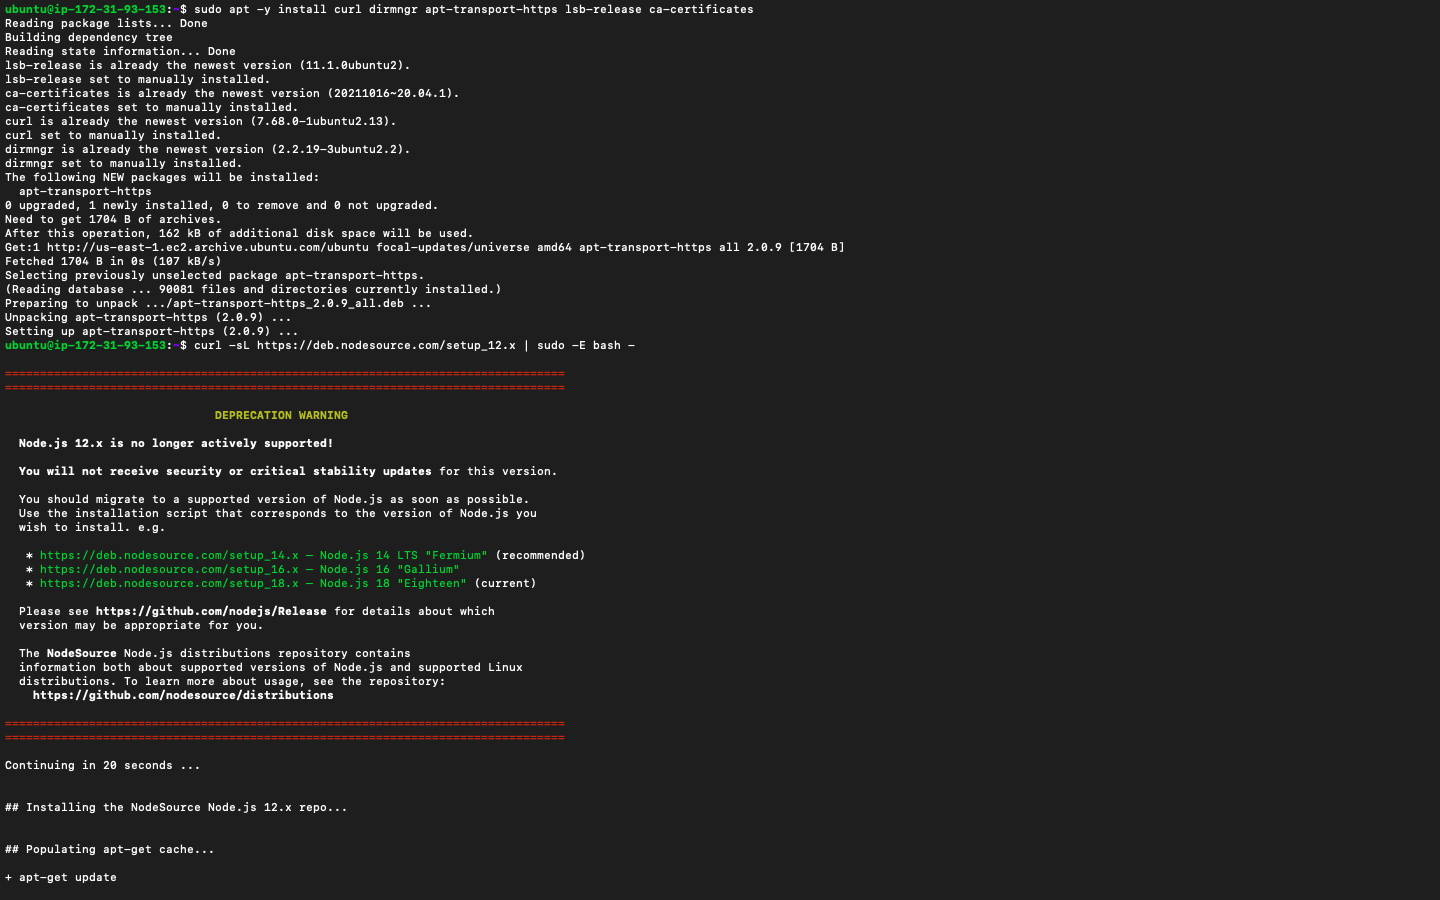 ubuntu@ip-172-31-93-153:~$ sudo apt -y install curl dirmngr apt-transport-https lsb-release ca-certificates
Reading package lists... Done
Building dependency tree
Reading state information... Done
lsb-release is already the newest version (11.1.0ubuntu2).
lsb-release set to manually installed.
ca-certificates is already the newest version (20211016~20.04.1).
ca-certificates set to manually installed.
curl is already the newest version (7.68.0-1ubuntu2.13).
curl set to manually installed.
dirmngr is already the newest version (2.2.19-3ubuntu2.2).
dirmngr set to manually installed.
The following NEW packages will be installed:
  apt-transport-https
0 upgraded, 1 newly installed, 0 to remove and 0 not upgraded.
Need to get 1704 B of archives.
After this operation, 162 kB of additional disk space will be used.
Get:1 http://us-east-1.ec2.archive.ubuntu.com/ubuntu focal-updates/universe amd64 apt-transport-https all 2.0.9 [1704 B]
Fetched 1704 B in 0s (107 kB/s)
Selecting previously unselected package apt-transport-https.
(Reading database ... 90081 files and directories currently installed.)
Preparing to unpack .../apt-transport-https_2.0.9_all.deb ...
Unpacking apt-transport-https (2.0.9) ...
Setting up apt-transport-https (2.0.9) ...
ubuntu@ip-172-31-93-153:~$ curl -sL https://deb.nodesource.com/setup_12.x | sudo -E bash -
================================================================================
================================================================================
DEPRECATION WARNING
  Node.js 12.x is no longer actively supported!
  You will not receive security or critical stability updates for this version.
  You should migrate to a supported version of Node.js as soon as possible.
  Use the installation script that corresponds to the version of Node.js you
  wish to install. e.g.
   * https://deb.nodesource.com/setup_14.x — Node.js 14 LTS "Fermium" (recommended)
   * https://deb.nodesource.com/setup_16.x — Node.js 16 "Gallium"
   * https://deb.nodesource.com/setup_18.x — Node.js 18 "Eighteen" (current)
  Please see https://github.com/nodejs/Release for details about which
  version may be appropriate for you.
  The NodeSource Node.js distributions repository contains
  information both about supported versions of Node.js and supported Linux
  distributions. To learn more about usage, see the repository:
    https://github.com/nodesource/distributions
================================================================================
================================================================================
Continuing in 20 seconds ...
## Installing the NodeSource Node.js 12.x repo...
## Populating apt-get cache...
+ apt-get update